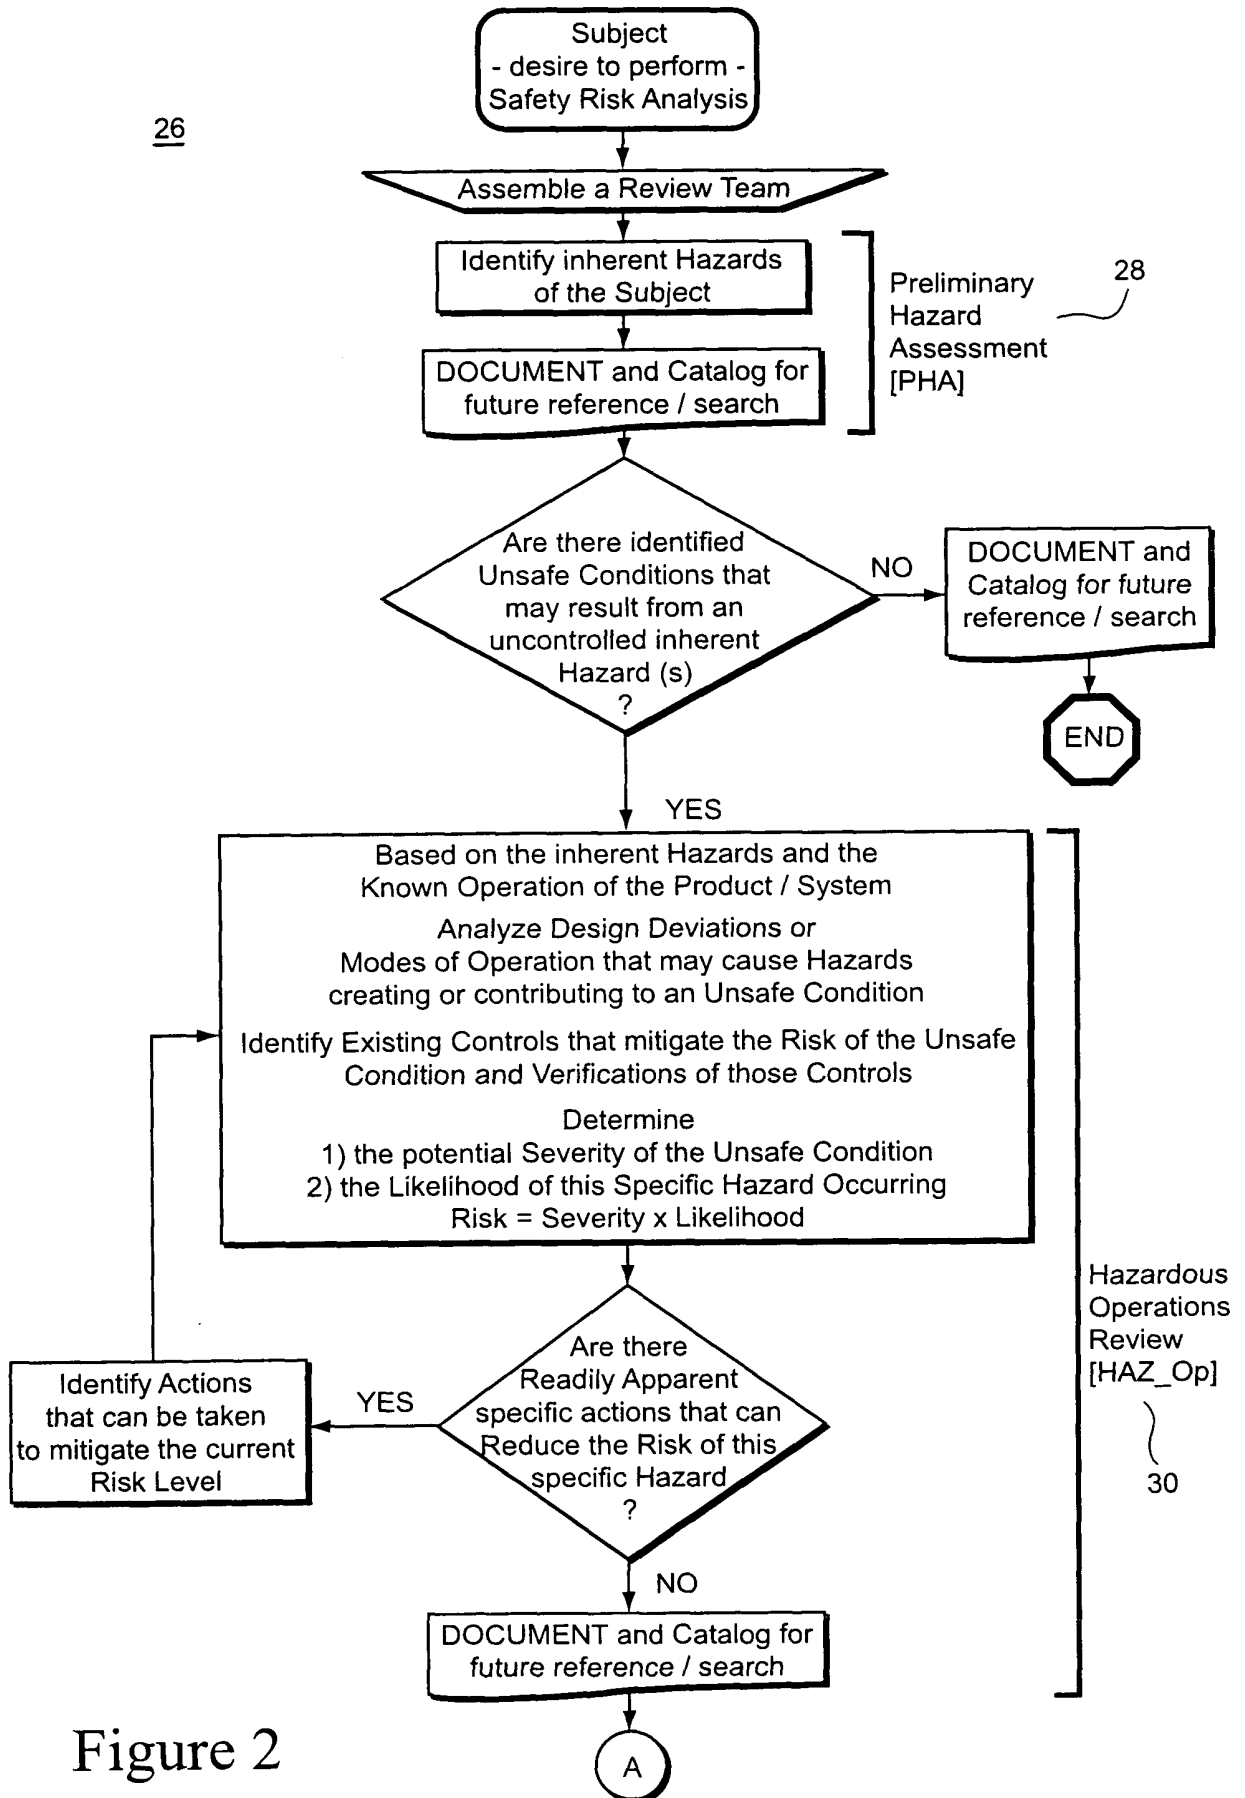 Subject
- desire to perform -
Safety Risk Analysis
26
Assemble a Review Team
Identify inherent Hazards
of the Subject
DOCUMENT and Catalog for
future reference / search
Preliminary
Hazard
Assessment
[PHA]
28
Are there identified
Unsafe Conditions that
may result from an
uncontrolled inherent
Hazard (s)
?
NO
DOCUMENT and
Catalog for future
reference / search
END
YES
Based on the inherent Hazards and the
Known Operation of the Product / System
Analyze Design Deviations or
Modes of Operation that may cause Hazards
creating or contributing to an Unsafe Condition
Identify Existing Controls that mitigate the Risk of the Unsafe
Condition and Verifications of those Controls
Determine
1) the potential Severity of the Unsafe Condition
2) the Likelihood of this Specific Hazard Occurring
Risk = Severity x Likelihood
Hazardous
Operations
Review
[HAZ_Op]
30
Are there
Readily Apparent
specific actions that can
Reduce the Risk of this
specific Hazard
?
YES
Identify Actions
that can be taken
to mitigate the current
Risk Level
NO
DOCUMENT and Catalog for
future reference / search
A
Figure 2